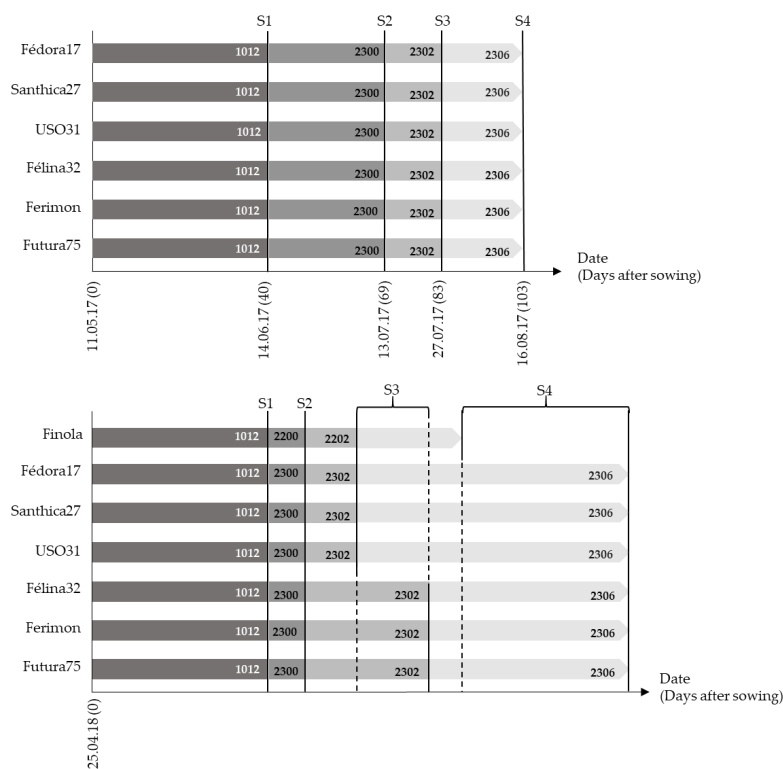 S1 S2 S3 S4
Fédora17 1012 2300 2302 2306
Santhica27 1012 2300 2302 2306
USO31 1012 2300 2302 2306
Félina32 1012 2300 2302 2306
Ferimon 1012 2300 2302 2306
Futura75 1012 2300 2302 2306
Date
(Days after sowing)
11.05.17 (0)
14.06.17 (40)
13.07.17 (69)
27.07.17 (83)
16.08.17 (103)
S1 S2 S3 S4
Finola 1012 2200 2202
Fédora17 1012 2300 2302 2306
Santhica27 1012 2300 2302 2306
USO31 1012 2300 2302 2306
Félina32 1012 2300 2302 2306
Ferimon 1012 2300 2302 2306
Futura75 1012 2300 2302 2306
Date
(Days after sowing)
25.04.18 (0)